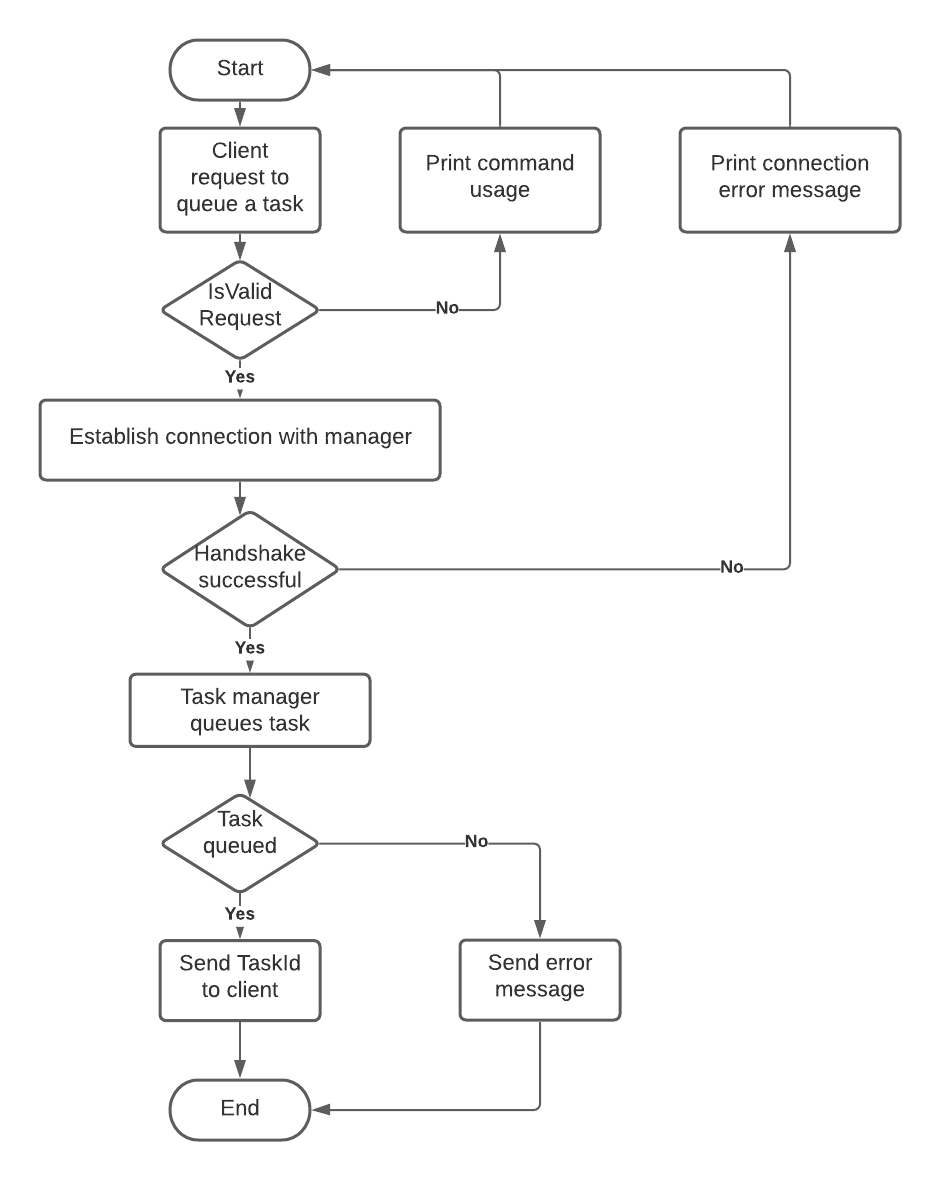 Start
Client
request to
queue a task
Print command
usage
Print connection
error message
IsValid
Request
No
Yes
Establish connection with manager
Handshake
successful
No
Yes
Task manager
queues task
Task
queued
No
Yes
Send TaskId
to client
Send error
message
End